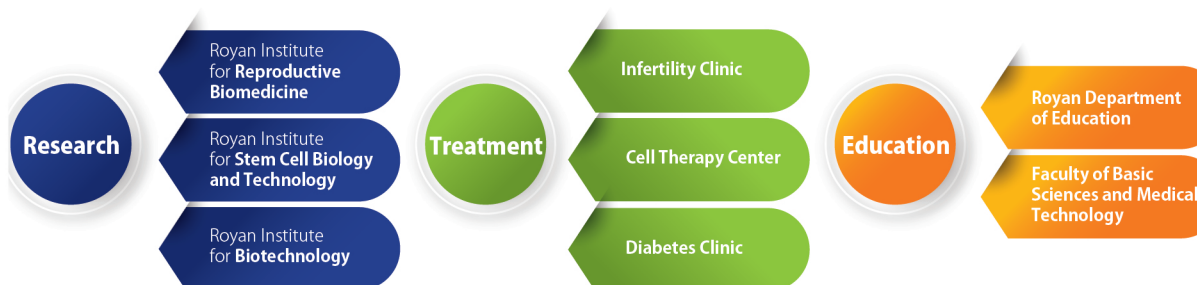 Research
Royan Institute
for Reproductive
Biomedicine
Royan Institute
for Stem Cell Biology
and Technology
Royan Institute
for Biotechnology
Treatment
Infertility Clinic
Cell Therapy Center
Diabetes Clinic
Education
Royan Department
of Education
Faculty of Basic
Sciences and Medical
Technology